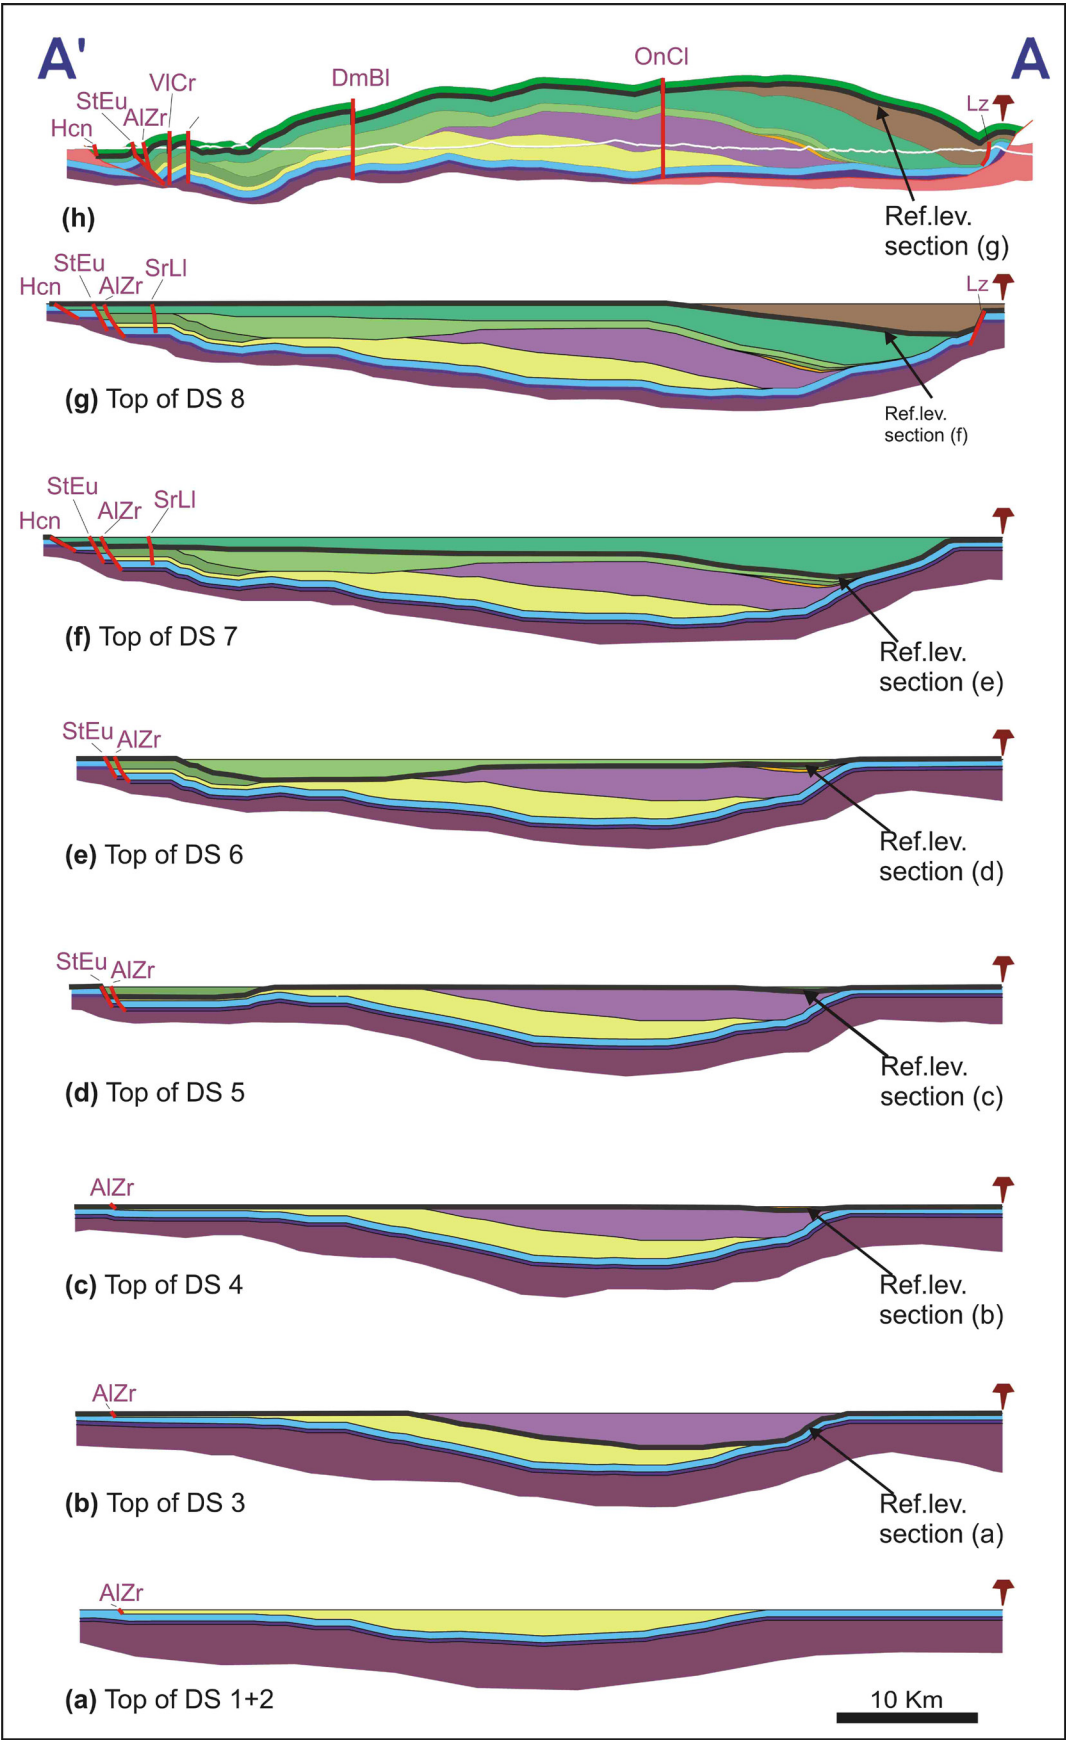 A'
A
OnCl
DmBl
VlCr
StEu
AlZr
Hcn
Lz
Ref.lev.
section (g)
(h)
StEu
SrLl
Hcn
AlZr
Lz
(g) Top of DS 8
Ref.lev.
section (f)
StEu
SrLl
AlZr
Hcn
(f) Top of DS 7
Ref.lev.
section (e)
StEu
AlZr
(e) Top of DS 6
Ref.lev.
section (d)
StEu
AlZr
(d) Top of DS 5
Ref.lev.
section (c)
AlZr
(c) Top of DS 4
Ref.lev.
section (b)
AlZr
(b) Top of DS 3
Ref.lev.
section (a)
AlZr
(a) Top of DS 1+2
10 Km